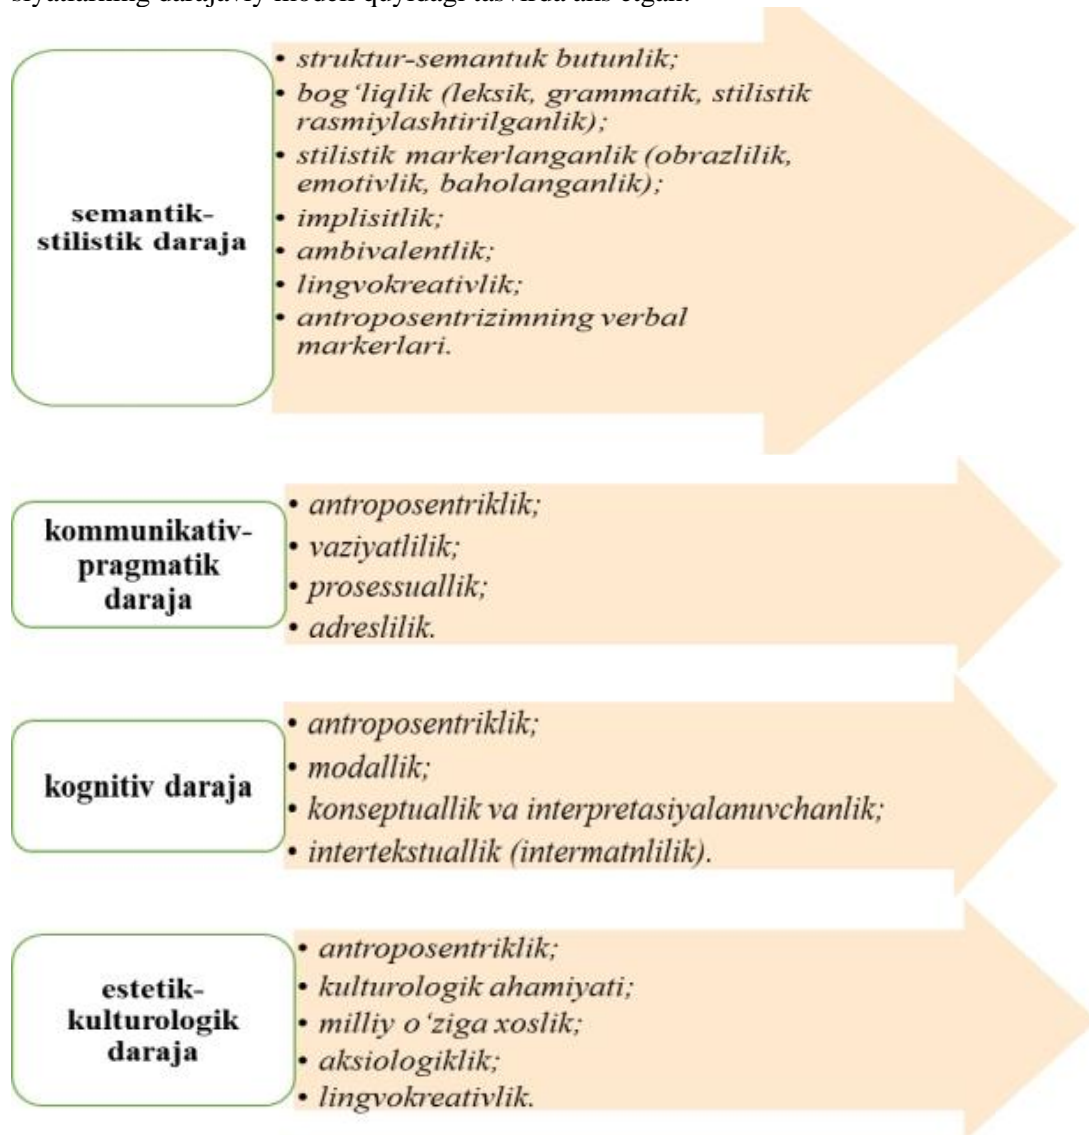 siyatlarning darajaviy modeli quyidagi tasvirda aks etgan:
semantik-
stilistik daraja
• struktur-semantuk butunlik;
• bog‘liqlik (leksik, grammatik, stilistik
rasmiylashtirilganlik);
• stilistik markerlanganlik (obrazlilik,
emotivlik, baholanganlik);
• implisitlik;
• ambivalentlik;
• lingvokreativlik;
• antroposentrizimning verbal
markerlari.
kommunikativ-
pragmatik
daraja
• antroposentriklik;
• vaziyatlilik;
• prosessuallik;
• adreslilik.
kognitiv daraja
• antroposentriklik;
• modallik;
• konseptuallik va interpretasiyalanuvchanlik;
• intertekstuallik (intermatnlilik).
estetik-
kulturologik
daraja
• antroposentriklik;
• kulturologik ahamiyati;
• milliy o‘ziga xoslik;
• aksiologiklik;
• lingvokreativlik.